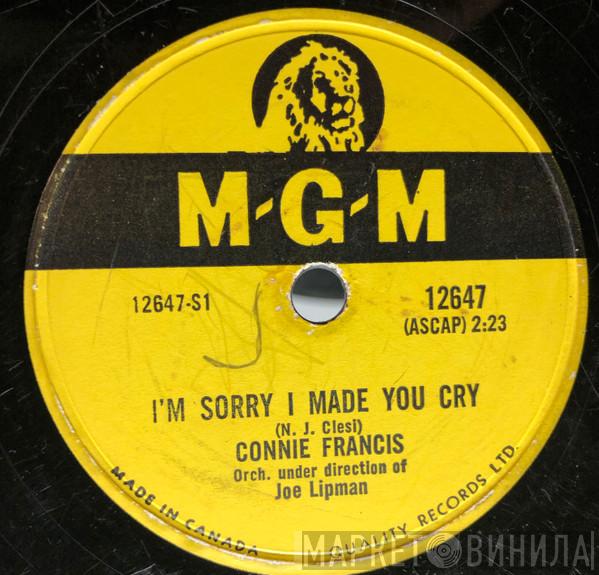 M-G-M
12647-S1
12647
(ASCAP) 2:23
I'M SORRY I MADE YOU CRY
(N. J. Clesi)
CONNIE FRANCIS
Orch. under direction of
Joe Lipman
MADE IN CANADA
QUALITY RECORDS LTD.
МАРКЕТ ВИНИЛА